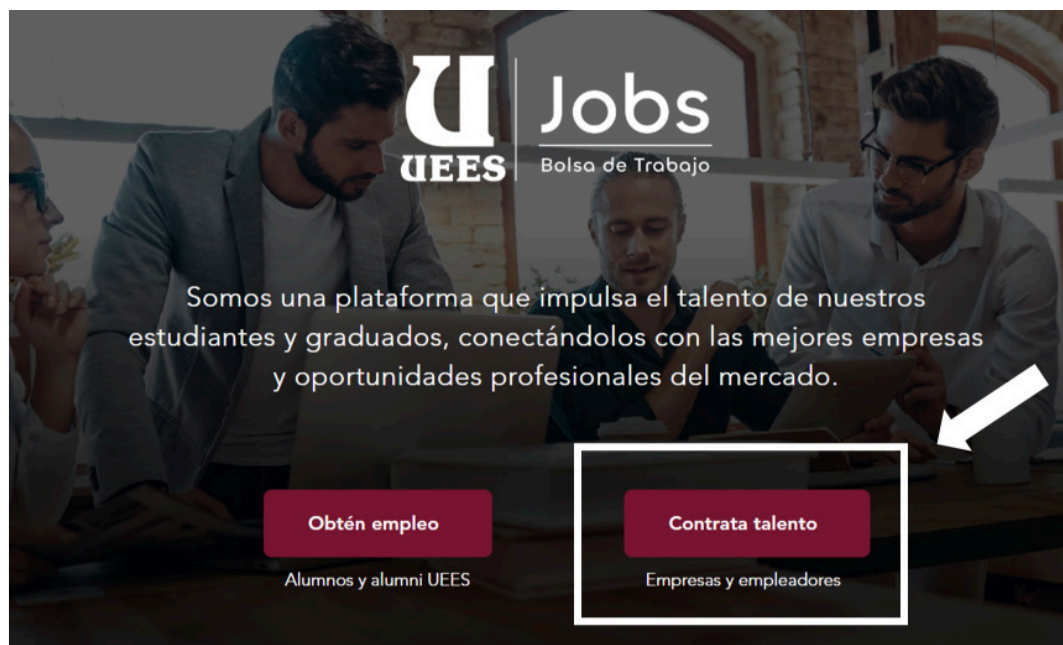 U
UEES
Jobs
Bolsa de Trabajo
Somos una plataforma que impulsa el talento de nuestros
estudiantes y graduados, conectándolos con las mejores empresas
y oportunidades profesionales del mercado.
Obtén empleo
Alumnos y alumni UEES
Contrata talento
Empresas y empleadores